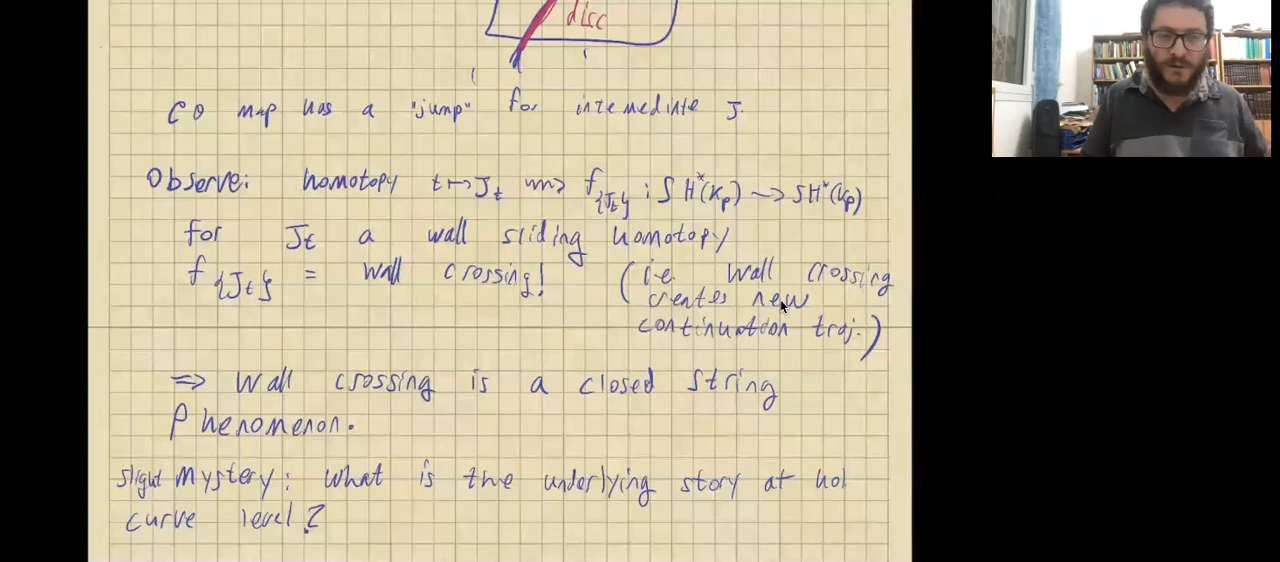 disc
CO map has a "jump" for intermediate J.
Observe: homotopy t↦J_t ⇝ f_{J_t} : SH*(K_p) → SH*(K_p)
for J_t a wall sliding homotopy
f_{J_t} = wall crossing! (i.e. wall crossing
creates new
continuation traj.)
⇒ wall crossing is a closed string
Phenomenon.
slight mystery: what is the underlying story at hol
curve level?